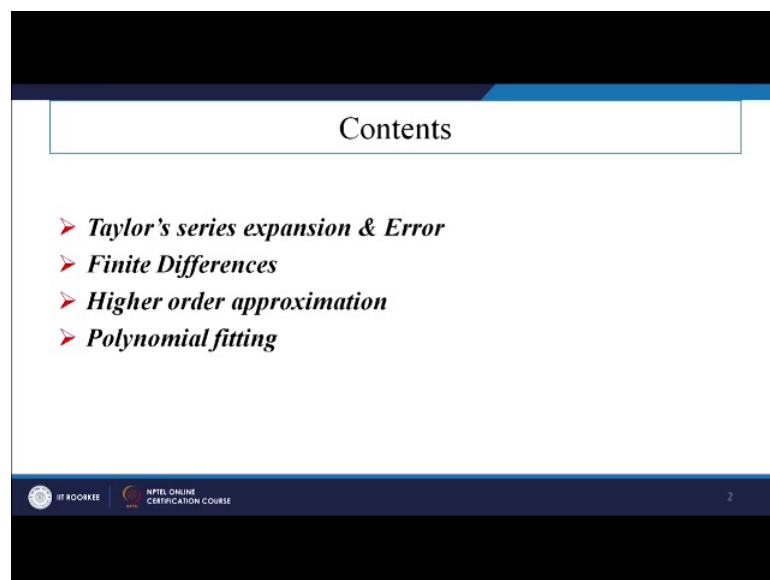 Contents
Taylor's series expansion & Error
Finite Differences
Higher order approximation
Polynomial fitting
IIT ROORKEE
NPTEL ONLINE
CERTIFICATION COURSE
2